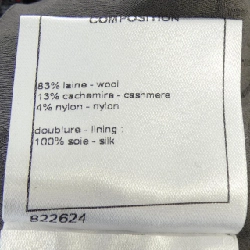 COMPOSITION
83% laine - wool
13% cachemire - cashmere
4% nylon - nylon
doublure - lining :
100% soie - silk
B22624